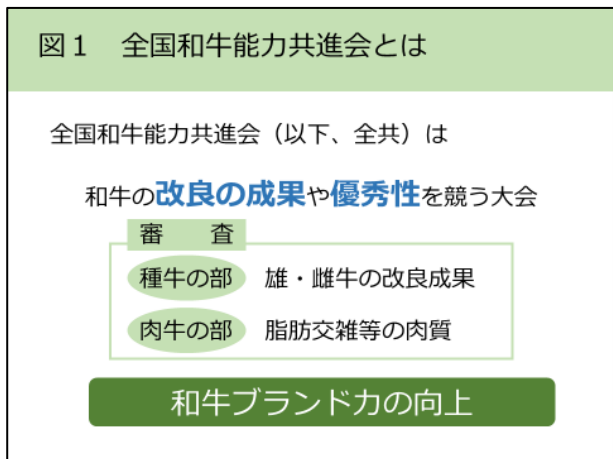 図１　全国和牛能力共進会とは
全国和牛能力共進会（以下、全共）は
和牛の改良の成果や優秀性を競う大会
審　査
種牛の部　雄・雌牛の改良成果
肉牛の部　脂肪交雑等の肉質
和牛ブランド力の向上